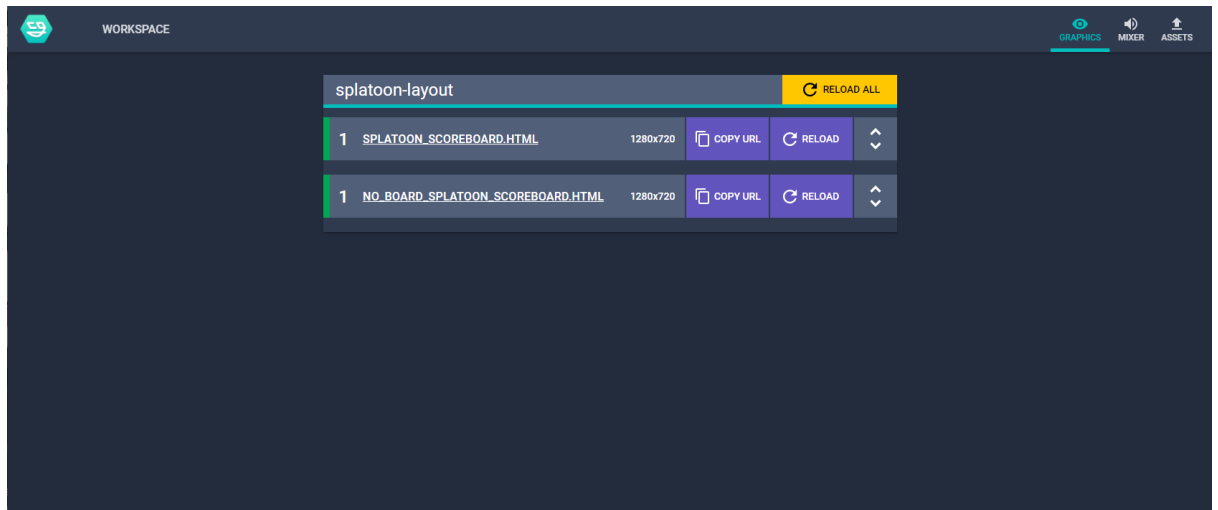 WORKSPACE
GRAPHICS MIXER ASSETS
splatoon-layout RELOAD ALL
1 SPLATOON_SCOREBOARD.HTML 1280x720 COPY URL RELOAD
1 NO_BOARD_SPLATOON_SCOREBOARD.HTML 1280x720 COPY URL RELOAD